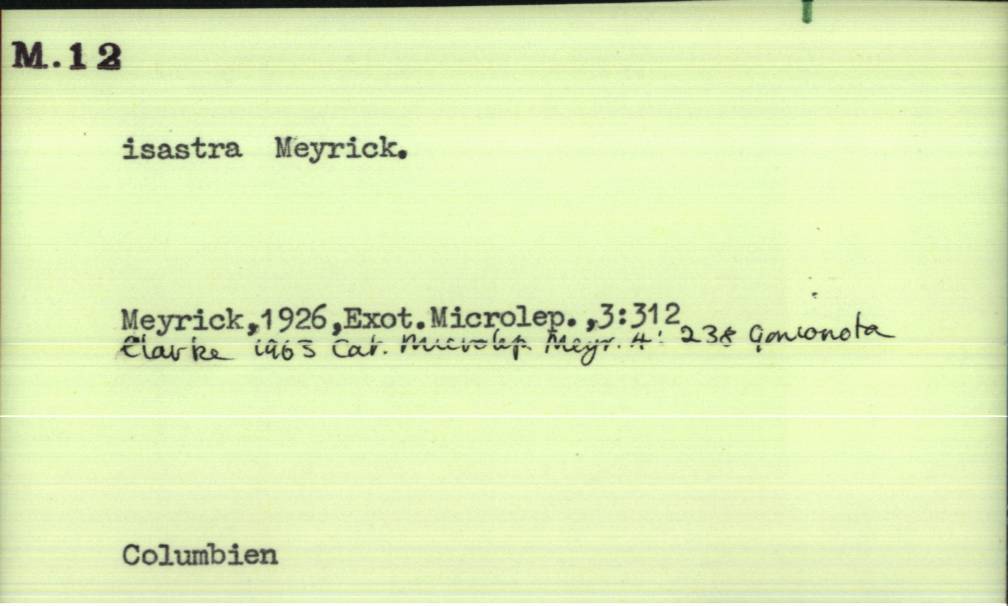 M.12
isastra Meyrick.
Meyrick,1926,Exot.Microlep.,3:312
Clarke 1963 Cat. Microlep Meyr. 4: 238 Gonionota
Columbien